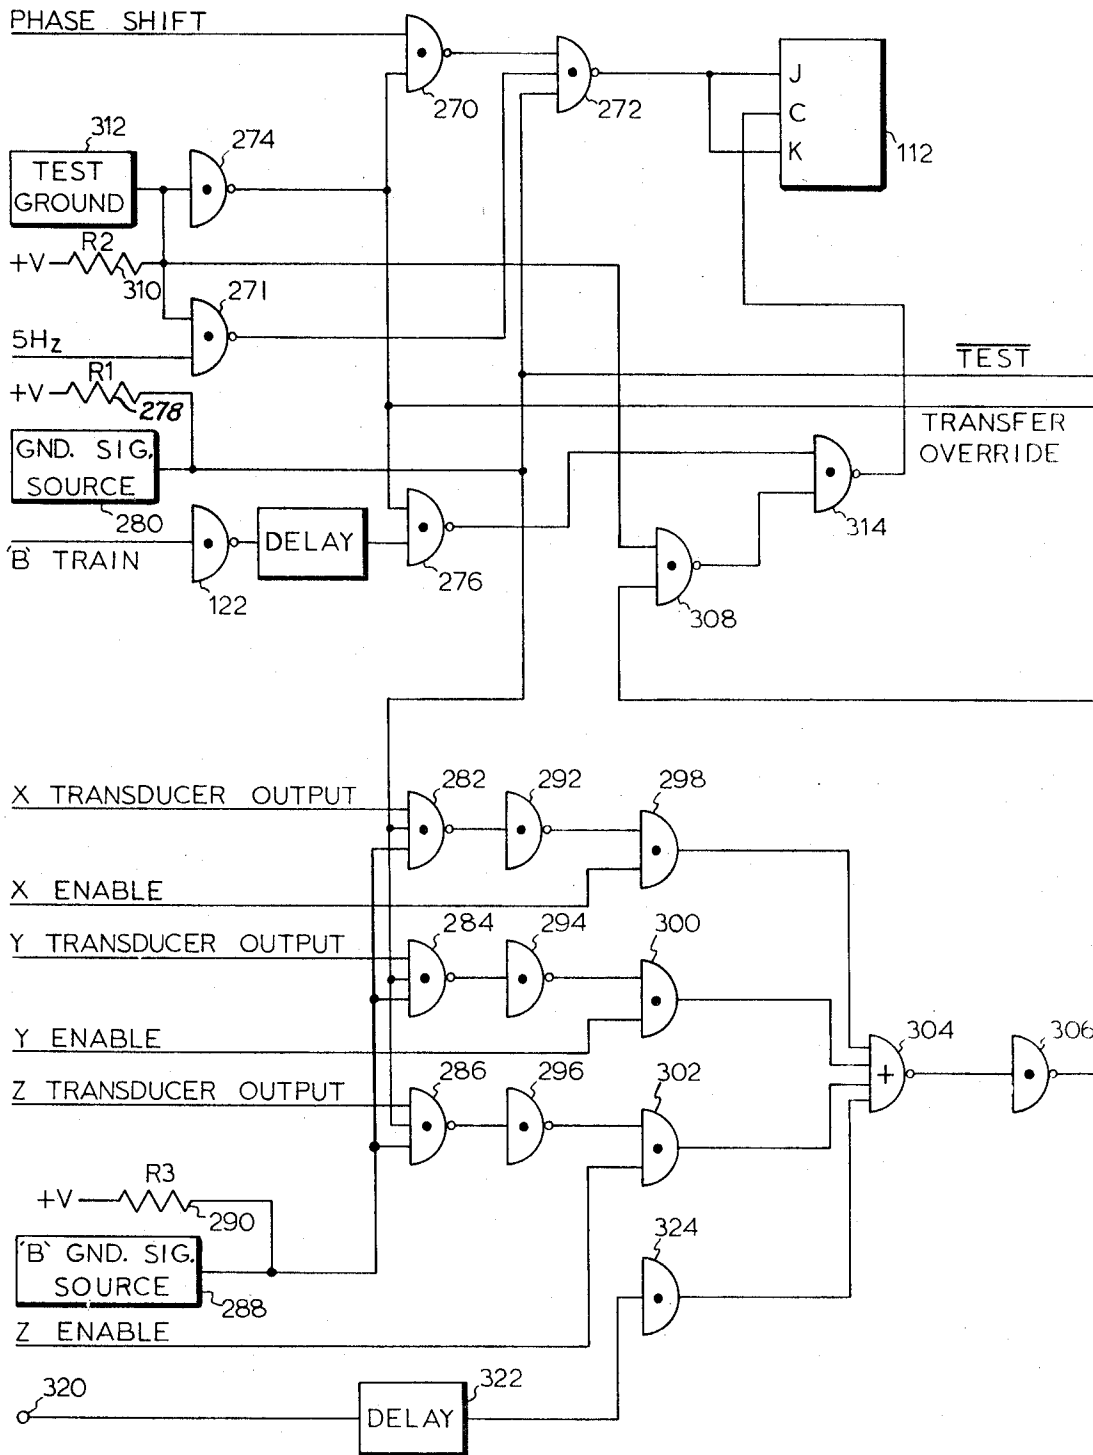 PHASE SHIFT
270
272
J
C
K
112
312
TEST
GROUND
274
+V
R2
310
271
5Hz
+V
R1
278
TEST
TRANSFER
OVERRIDE
GND. SIG.
SOURCE
280
'B' TRAIN
122
DELAY
276
314
308
X TRANSDUCER OUTPUT
282
292
298
X ENABLE
Y TRANSDUCER OUTPUT
284
294
300
Y ENABLE
304
306
Z TRANSDUCER OUTPUT
286
296
302
+
+V
R3
290
'B' GND. SIG.
SOURCE
288
324
Z ENABLE
320
DELAY
322